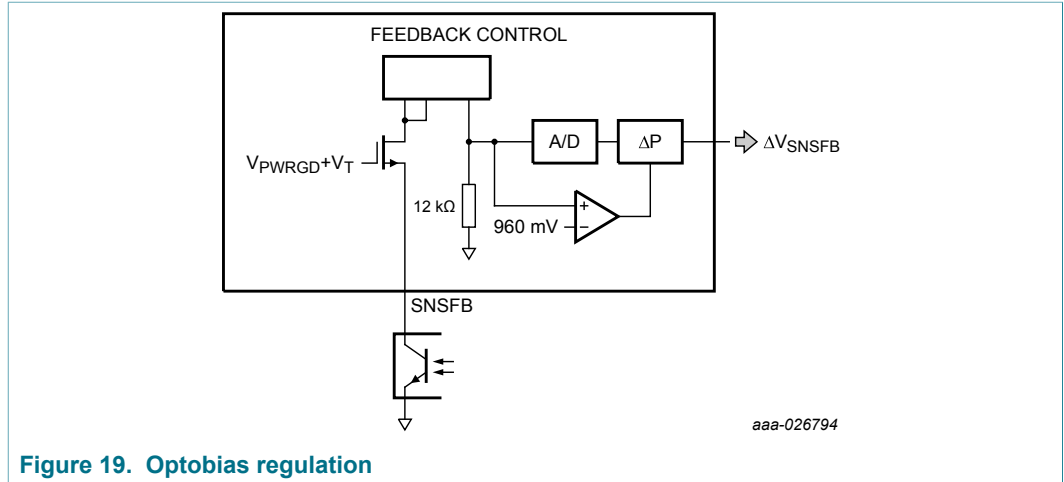 FEEDBACK CONTROL
V_PWRGD+V_T
A/D
ΔP
ΔV_SNSFB
12 kΩ
+
960 mV
−
SNSFB
aaa-026794
Figure 19. Optobias regulation